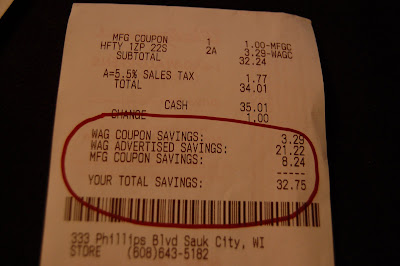 MFG COUPON 1 1.00-MFGC
HFTY 1ZP 22S 2A 3.29-WAGC
SUBTOTAL 32.24
A=5.5% SALES TAX 1.77
TOTAL 34.01
CASH 35.01
CHANGE 1.00
WAG COUPON SAVINGS: 3.29
WAG ADVERTISED SAVINGS: 21.22
MFG COUPON SAVINGS: 8.24
-----
YOUR TOTAL SAVINGS: 32.75
333 Phillips Blvd Sauk City, WI
STORE (608)643-5182